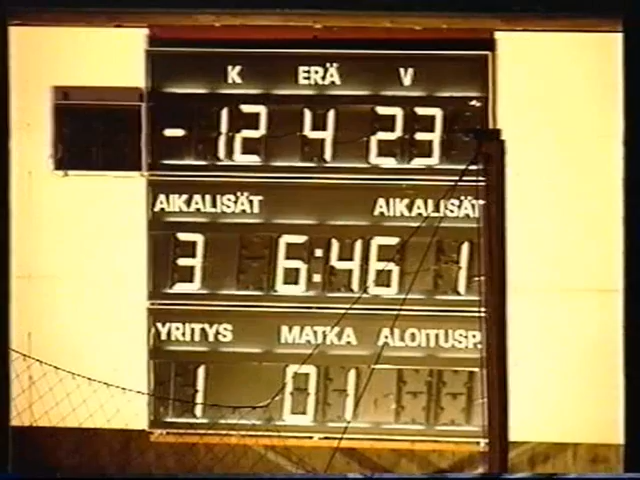 K ERÄ V
-12 4 23
AIKALISÄT AIKALISÄT
3 6:46 1
YRITYS MATKA ALOITUSP.
1 01